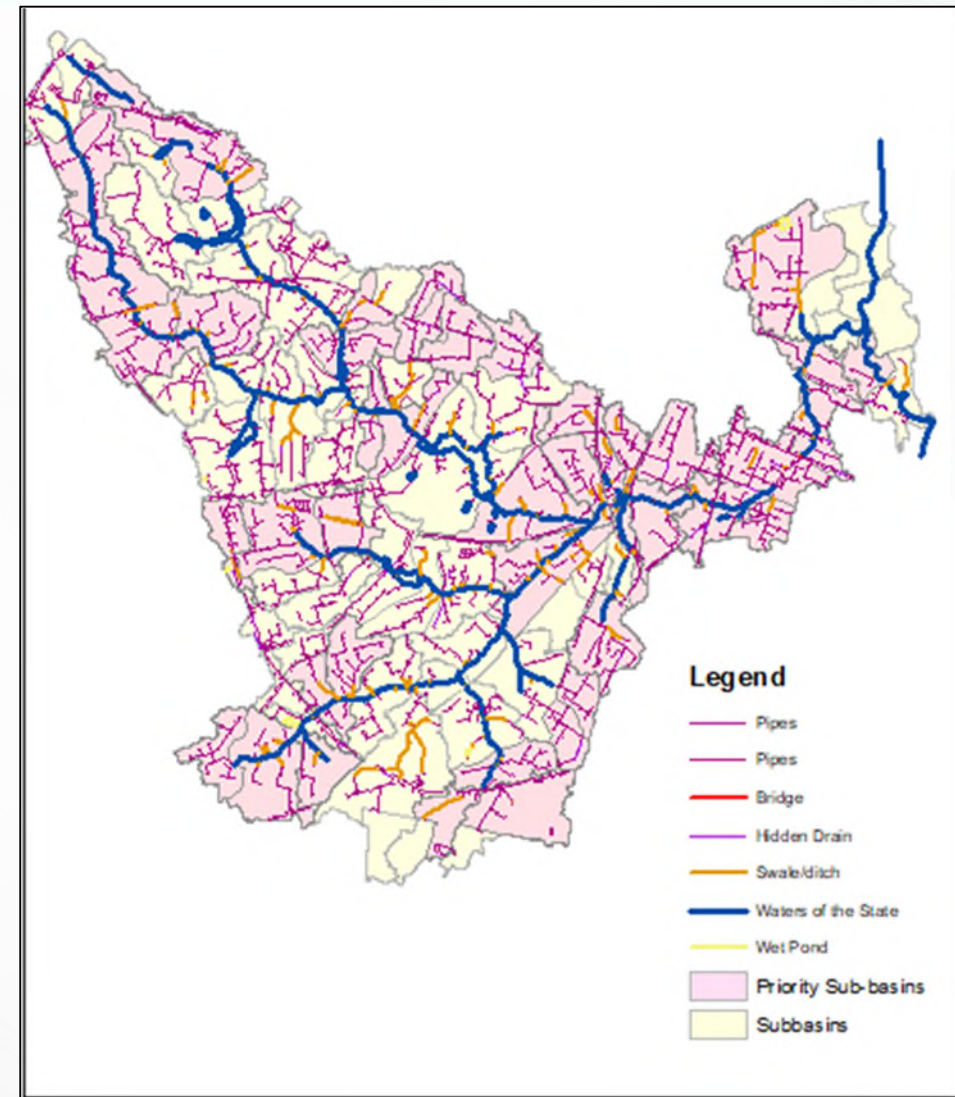 Legend
Pipes
Pipes
Bridge
Hidden Drain
Swale/ditch
Waters of the State
Wet Pond
Priority Sub-basins
Subbasins